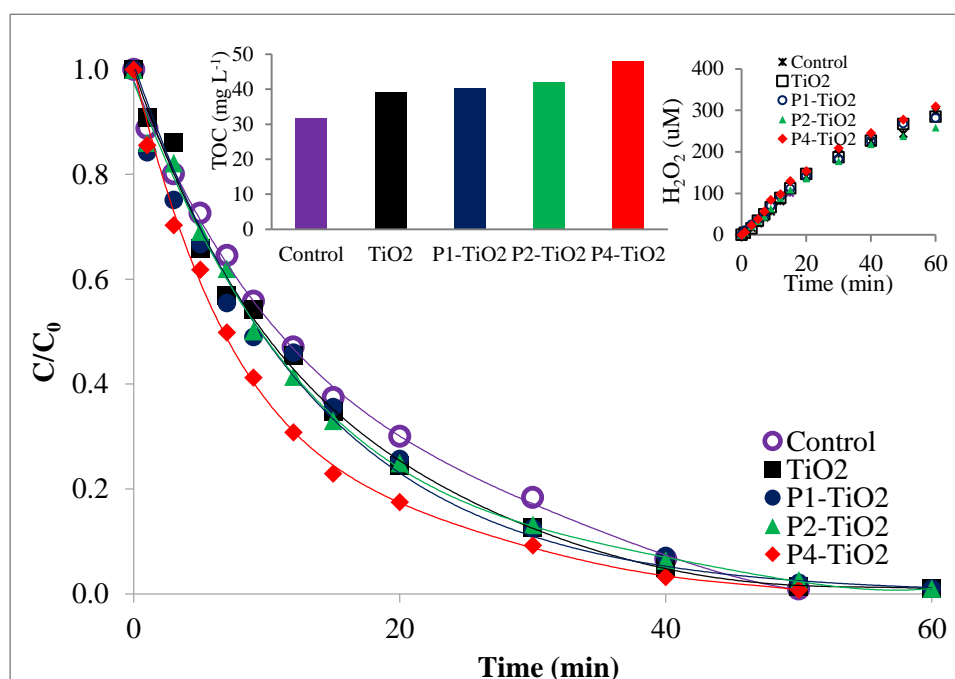 TOC (mg L-1)
50
40
30
20
10
0
Control TiO2 P1-TiO2 P2-TiO2 P4-TiO2
H2O2 (uM)
400
300
200
100
0
Control
TiO2
P1-TiO2
P2-TiO2
P4-TiO2
0 20 40 60
Time (min)
C/C0
1.0
0.8
0.6
0.4
0.2
0.0
Control
TiO2
P1-TiO2
P2-TiO2
P4-TiO2
0 20 40 60
Time (min)